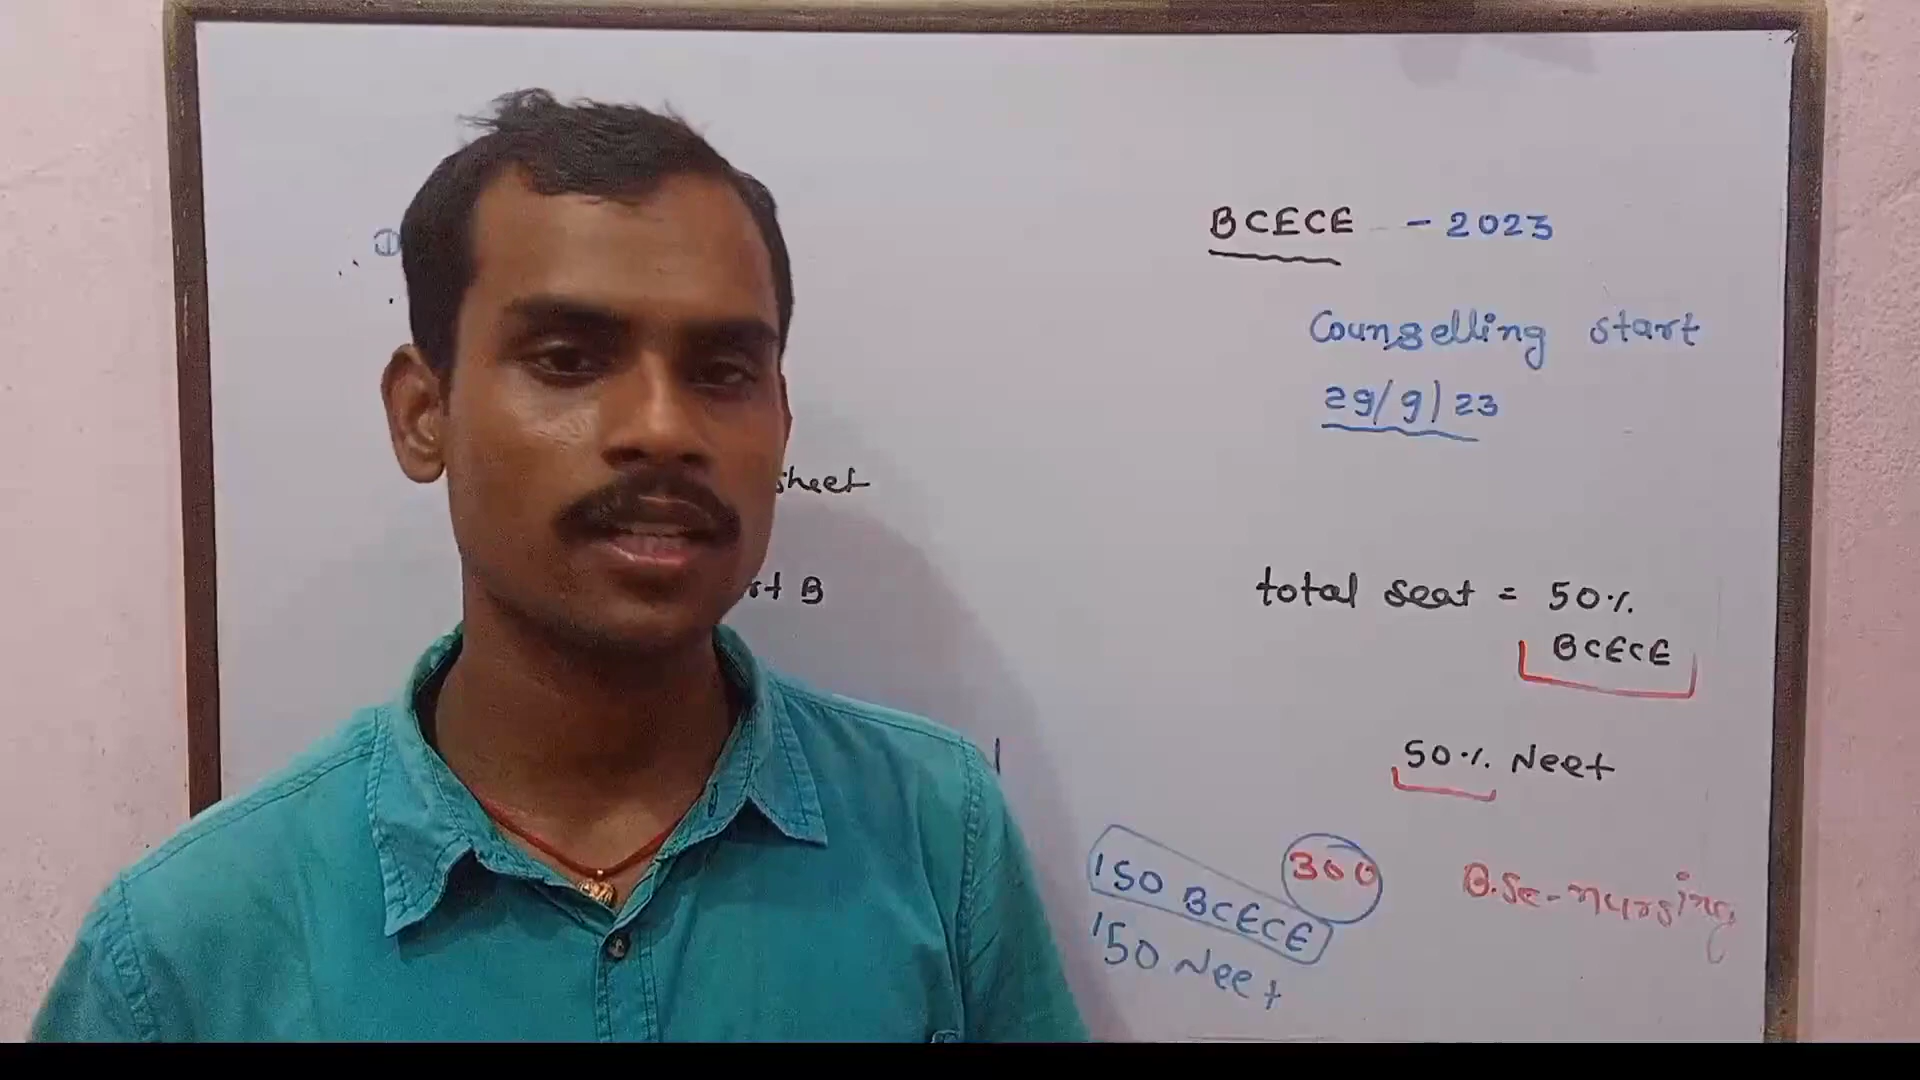 ①
BCECE - 2023
Counselling start
29/9/23
sheet
rt B
total seat = 50%
BCECE
50% Neet
300
B.Sc-nursing
150 BCECE
150 Neet